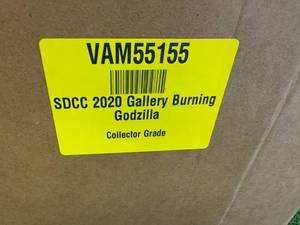 VAM55155
SDCC 2020 Gallery Burning
Godzilla
Collector Grade